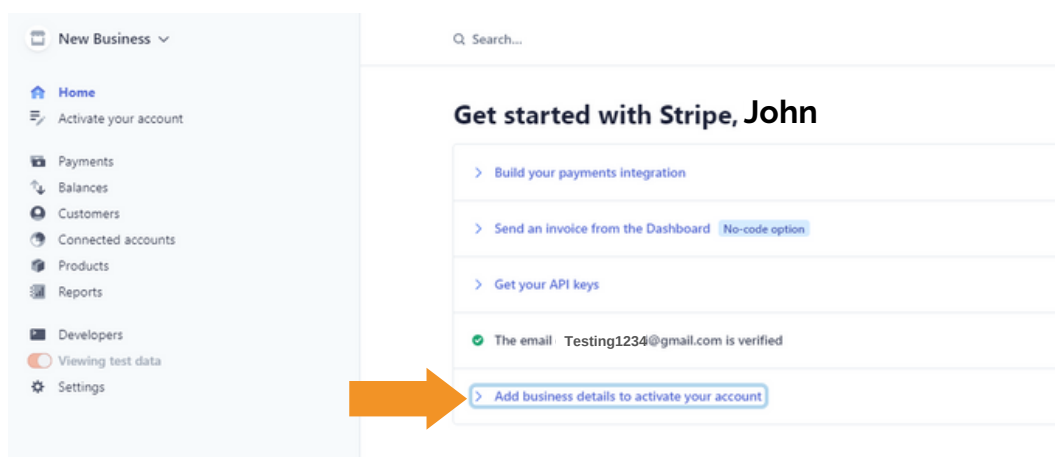 New Business
Search...
Home
Activate your account
Payments
Balances
Customers
Connected accounts
Products
Reports
Developers
Viewing test data
Settings
Get started with Stripe, John
Build your payments integration
Send an invoice from the Dashboard No-code option
Get your API keys
The email Testing1234@gmail.com is verified
Add business details to activate your account